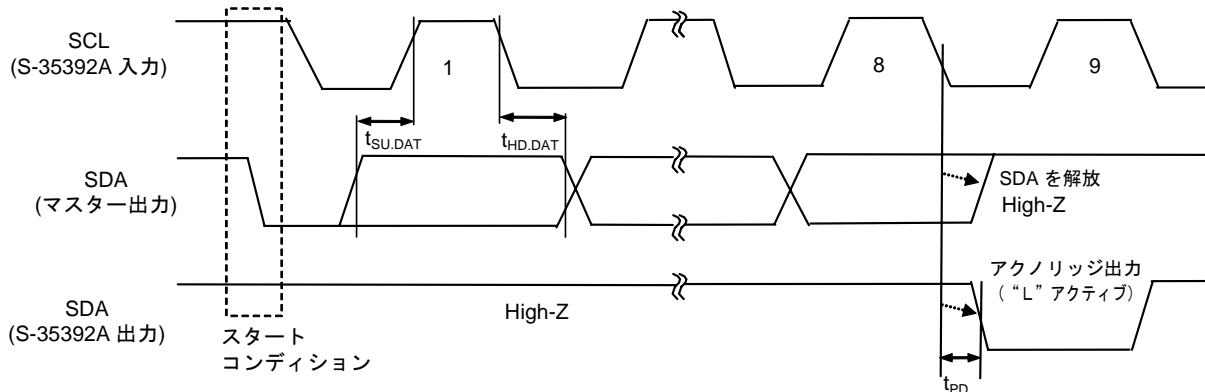 SCL
(S-35392A 入力)
1
8
9
tSU.DAT
tHD.DAT
SDA
(マスター出力)
SDA を解放
High-Z
SDA
(S-35392A 出力)
High-Z
アクノリッジ出力
( “L” アクティブ)
スタート
コンディション
tPD